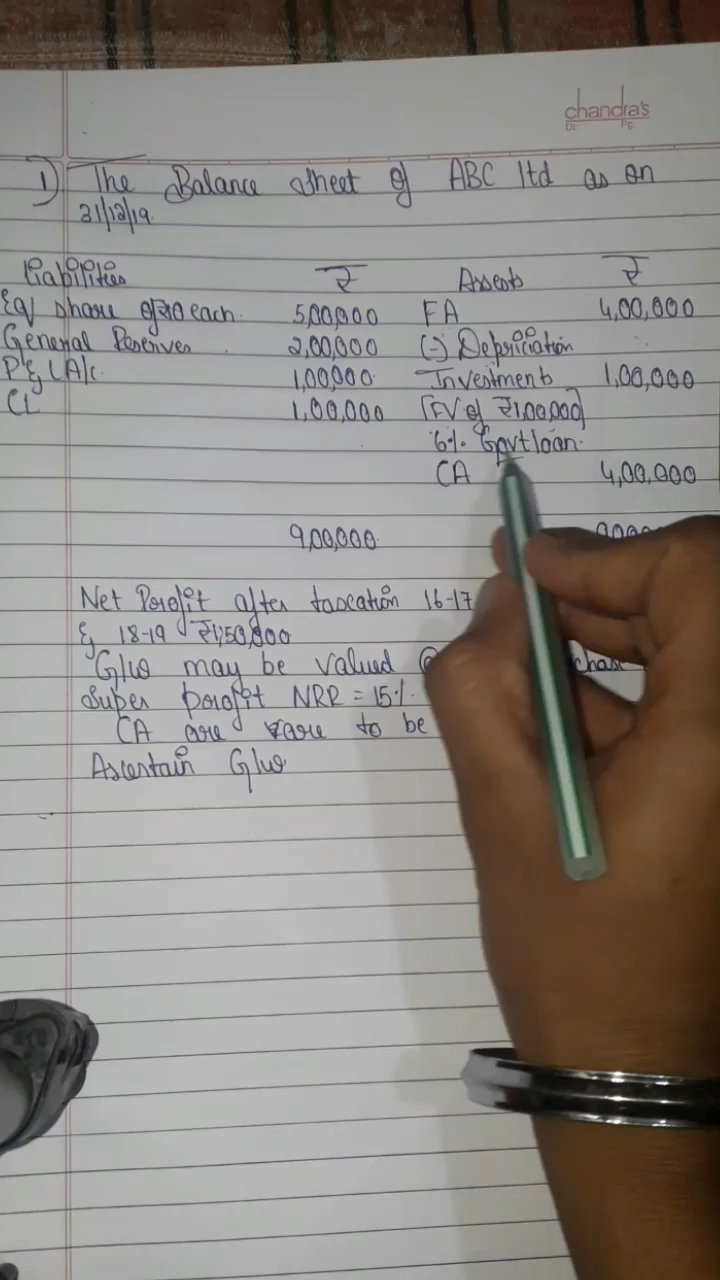 chandra's
1) The Balance sheet of ABC ltd as on
31/12/19.
Liabilities ₹ Assets ₹
Eq share of ₹10 each. 5,00,000 FA 4,00,000
General Reserves 2,00,000 (-) Depriciation
P & L A/c. 1,00,000 Investment 1,00,000
CL 1,00,000 [FV of ₹1,00,000]
6% Govt loan.
CA 4,00,000
9,00,000
Net Profit after taxation 16-17
& 18-19 ₹1,50,000
G/w may be valued @
Super profit NRR = 15%.
CA are to be
Ascertain G/w